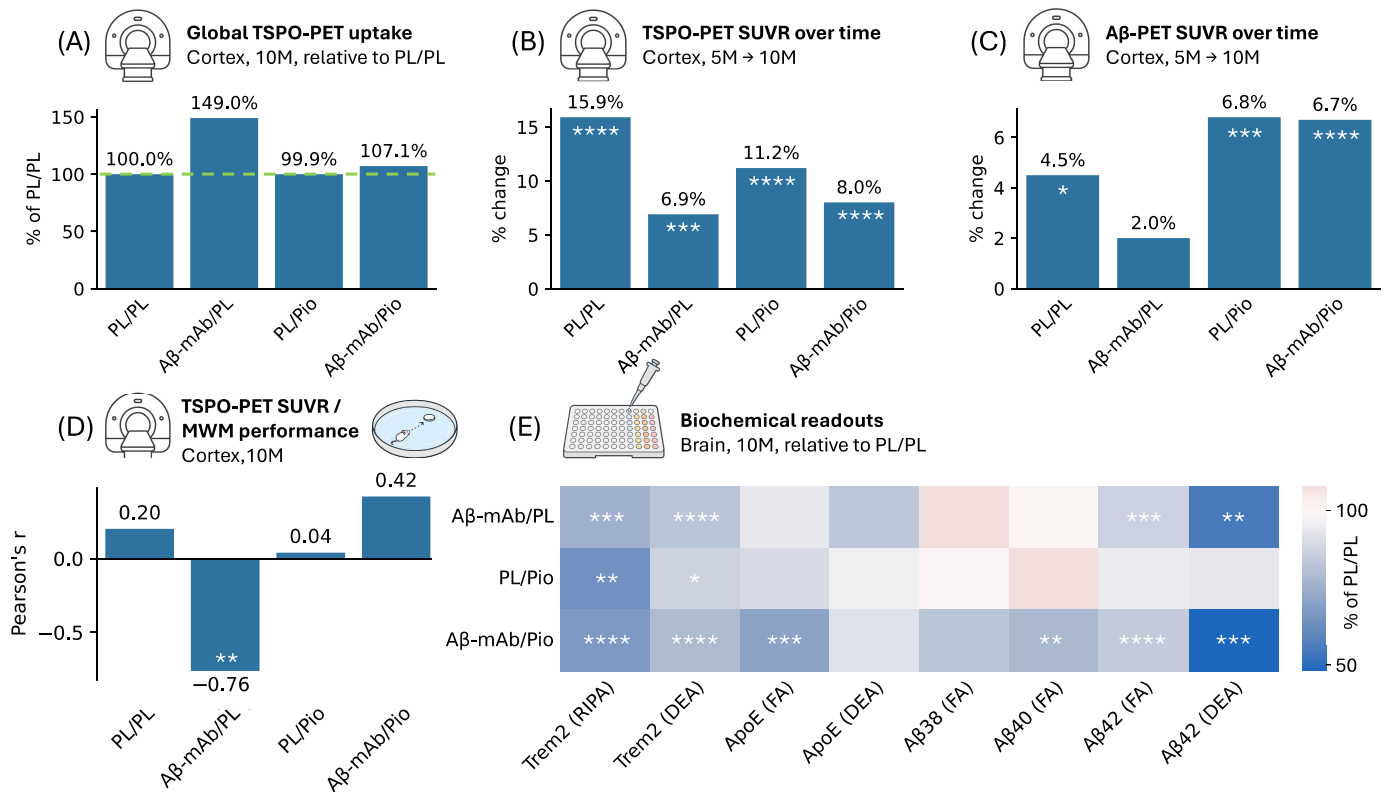 (A)
Global TSPO-PET uptake
Cortex, 10M, relative to PL/PL
% of PL/PL
150
100
50
0
100.0%
149.0%
99.9%
107.1%
PL/PL
Aβ-mAb/PL
PL/Pio
Aβ-mAb/Pio
(B)
TSPO-PET SUVR over time
Cortex, 5M → 10M
% change
15
10
5
0
15.9%
****
6.9%
***
11.2%
****
8.0%
****
PL/PL
Aβ-mAb/PL
PL/Pio
Aβ-mAb/Pio
(C)
Aβ-PET SUVR over time
Cortex, 5M → 10M
% change
6
4
2
0
4.5%
*
2.0%
6.8%
***
6.7%
****
PL/PL
Aβ-mAb/PL
PL/Pio
Aβ-mAb/Pio
(D)
TSPO-PET SUVR /
MWM performance
Cortex,10M
Pearson's r
0.0
−0.5
0.20
**
−0.76
0.04
0.42
PL/PL
Aβ-mAb/PL
PL/Pio
Aβ-mAb/Pio
(E)
Biochemical readouts
Brain, 10M, relative to PL/PL
Aβ-mAb/PL
*** **** *** **
PL/Pio
** *
Aβ-mAb/Pio
**** **** *** ** **** ***
Trem2 (RIPA)
Trem2 (DEA)
ApoE (FA)
ApoE (DEA)
Aβ38 (FA)
Aβ40 (FA)
Aβ42 (FA)
Aβ42 (DEA)
100
50
% of PL/PL